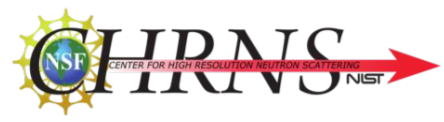 CHRNS
NSF
CENTER FOR HIGH RESOLUTION NEUTRON SCATTERING
NIST